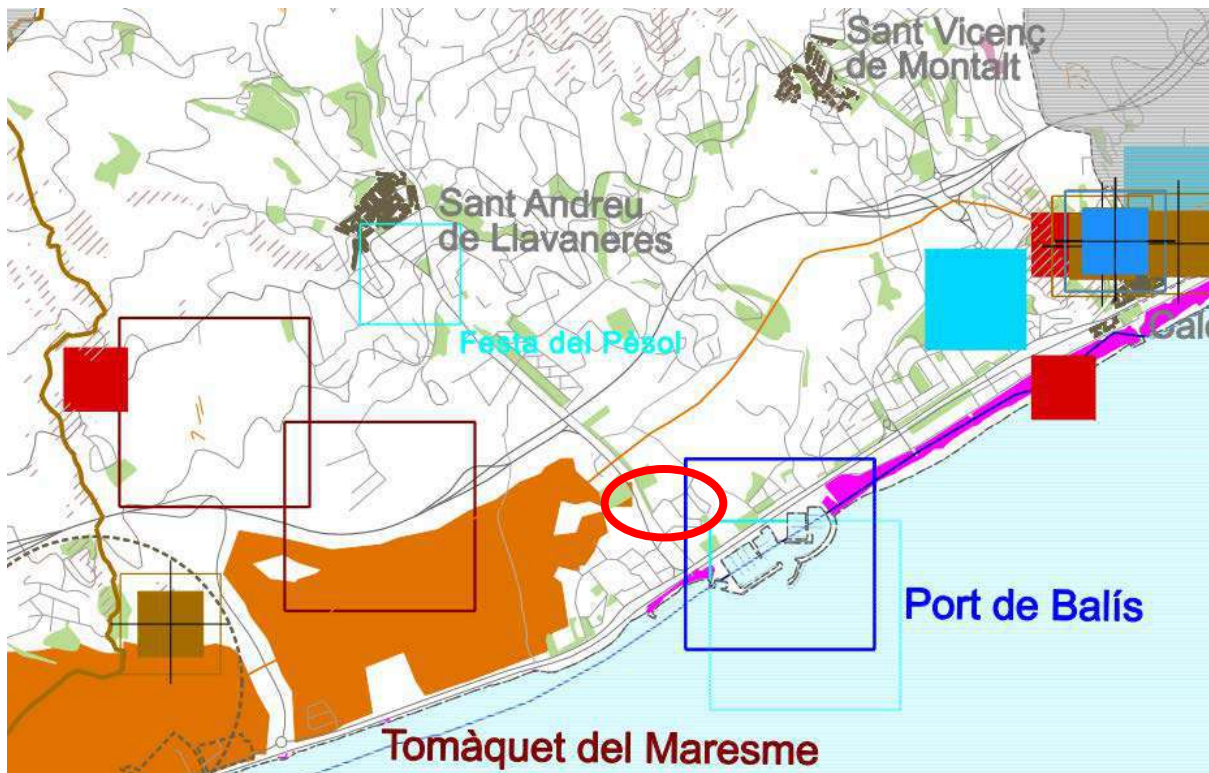 Sant Vicenç
de Montalt
Sant Andreu
de Llavaneres
Festa del Pèsol
Port de Balís
Tomàquet del Maresme